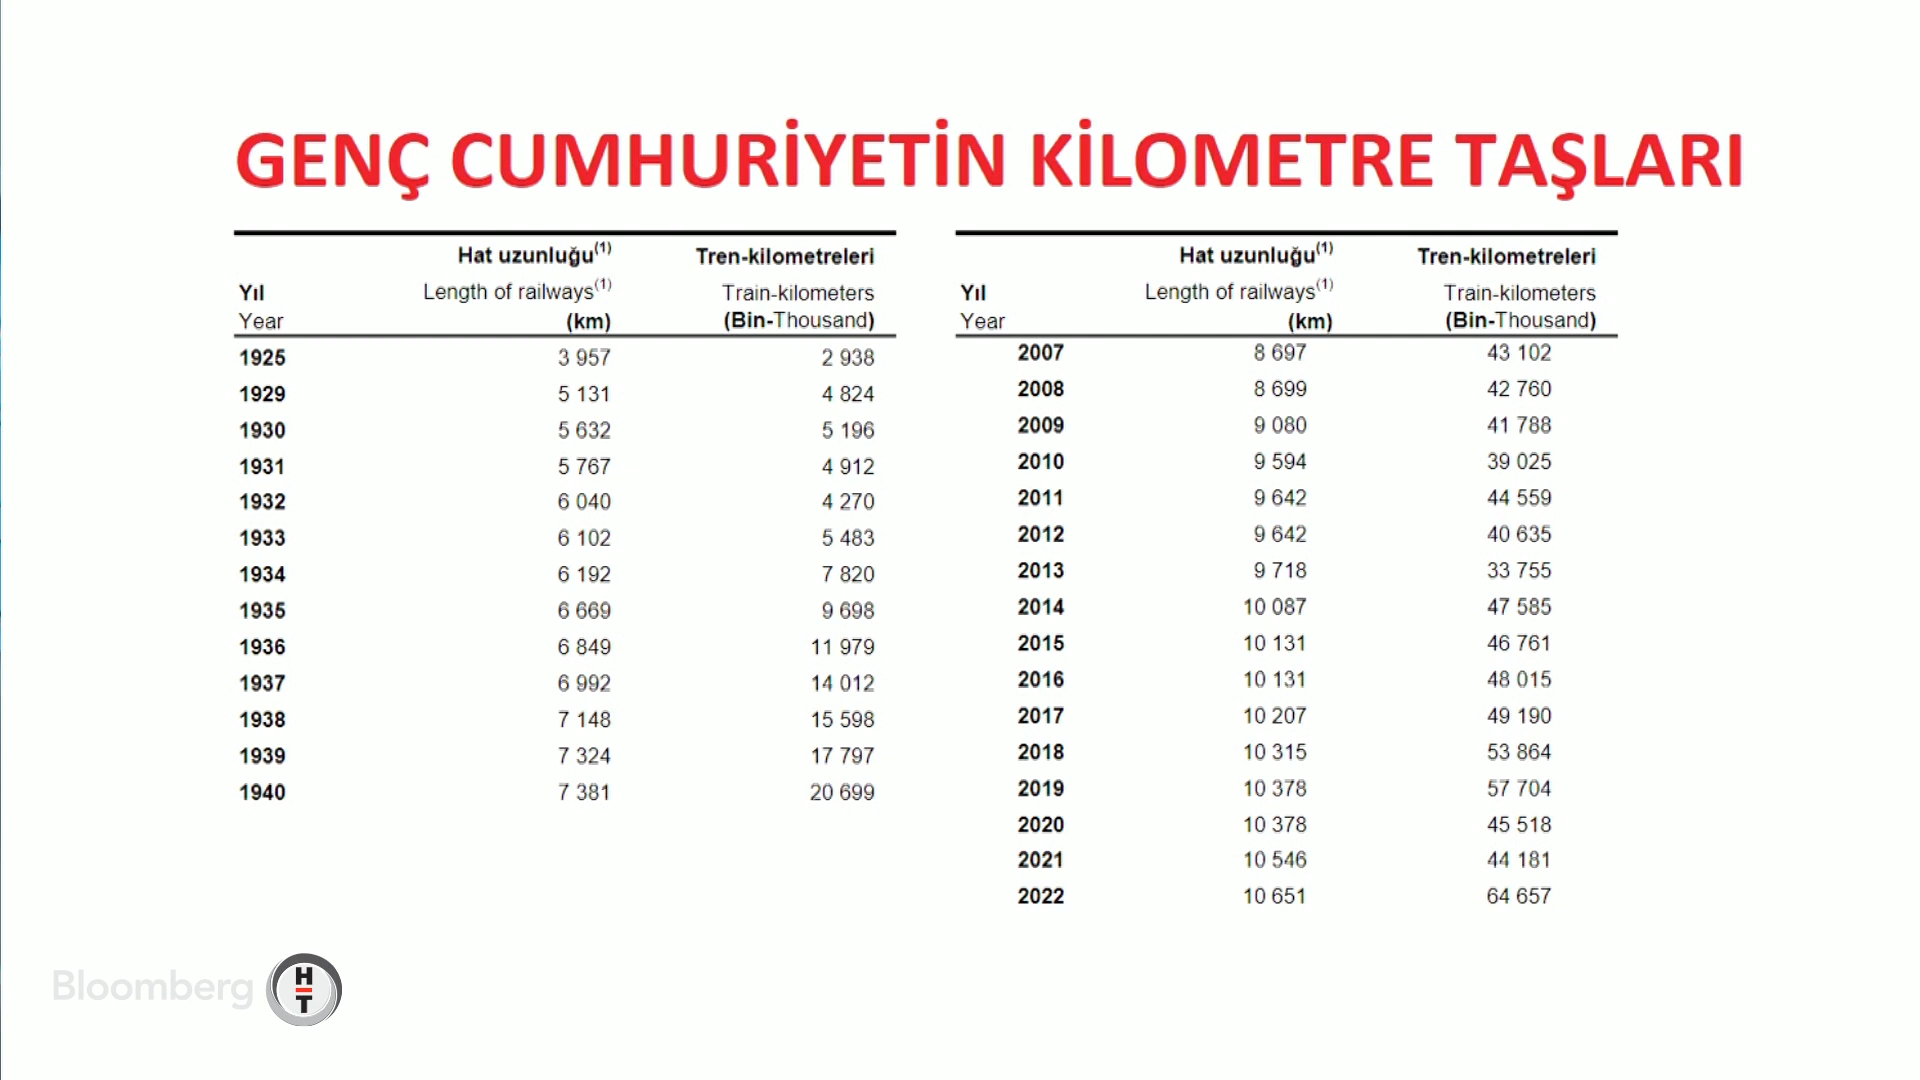 GENÇ CUMHURİYETİN KİLOMETRE TAŞLARI
Hat uzunluğu(1) Tren-kilometreleri
Yıl Length of railways(1) Train-kilometers
Year (km) (Bin-Thousand)
1925 3 957 2 938
1929 5 131 4 824
1930 5 632 5 196
1931 5 767 4 912
1932 6 040 4 270
1933 6 102 5 483
1934 6 192 7 820
1935 6 669 9 698
1936 6 849 11 979
1937 6 992 14 012
1938 7 148 15 598
1939 7 324 17 797
1940 7 381 20 699
Hat uzunluğu(1) Tren-kilometreleri
Yıl Length of railways(1) Train-kilometers
Year (km) (Bin-Thousand)
2007 8 697 43 102
2008 8 699 42 760
2009 9 080 41 788
2010 9 594 39 025
2011 9 642 44 559
2012 9 642 40 635
2013 9 718 33 755
2014 10 087 47 585
2015 10 131 46 761
2016 10 131 48 015
2017 10 207 49 190
2018 10 315 53 864
2019 10 378 57 704
2020 10 378 45 518
2021 10 546 44 181
2022 10 651 64 657
Bloomberg HT